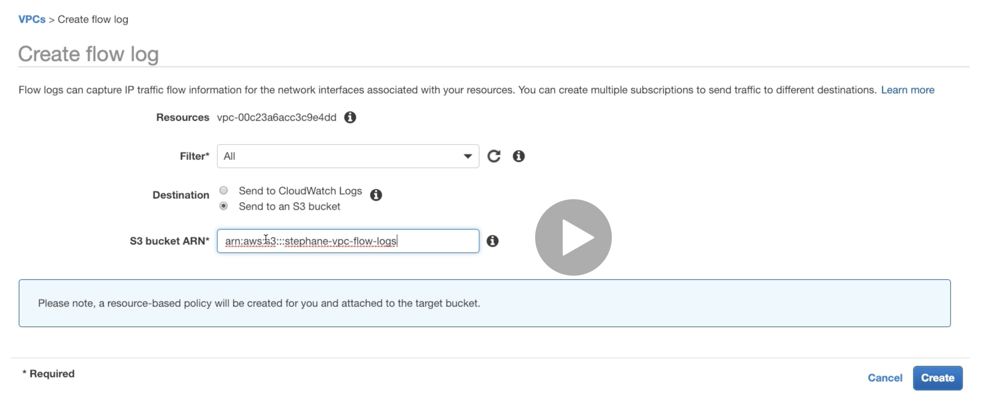 VPCs > Create flow log
Create flow log
Flow logs can capture IP traffic flow information for the network interfaces associated with your resources. You can create multiple subscriptions to send traffic to different destinations. Learn more
Resources vpc-00c23a6acc3c9e4dd
Filter* All
Destination Send to CloudWatch Logs
Send to an S3 bucket
S3 bucket ARN* arn:aws:s3:::stephane-vpc-flow-logs
Please note, a resource-based policy will be created for you and attached to the target bucket.
* Required
Cancel Create